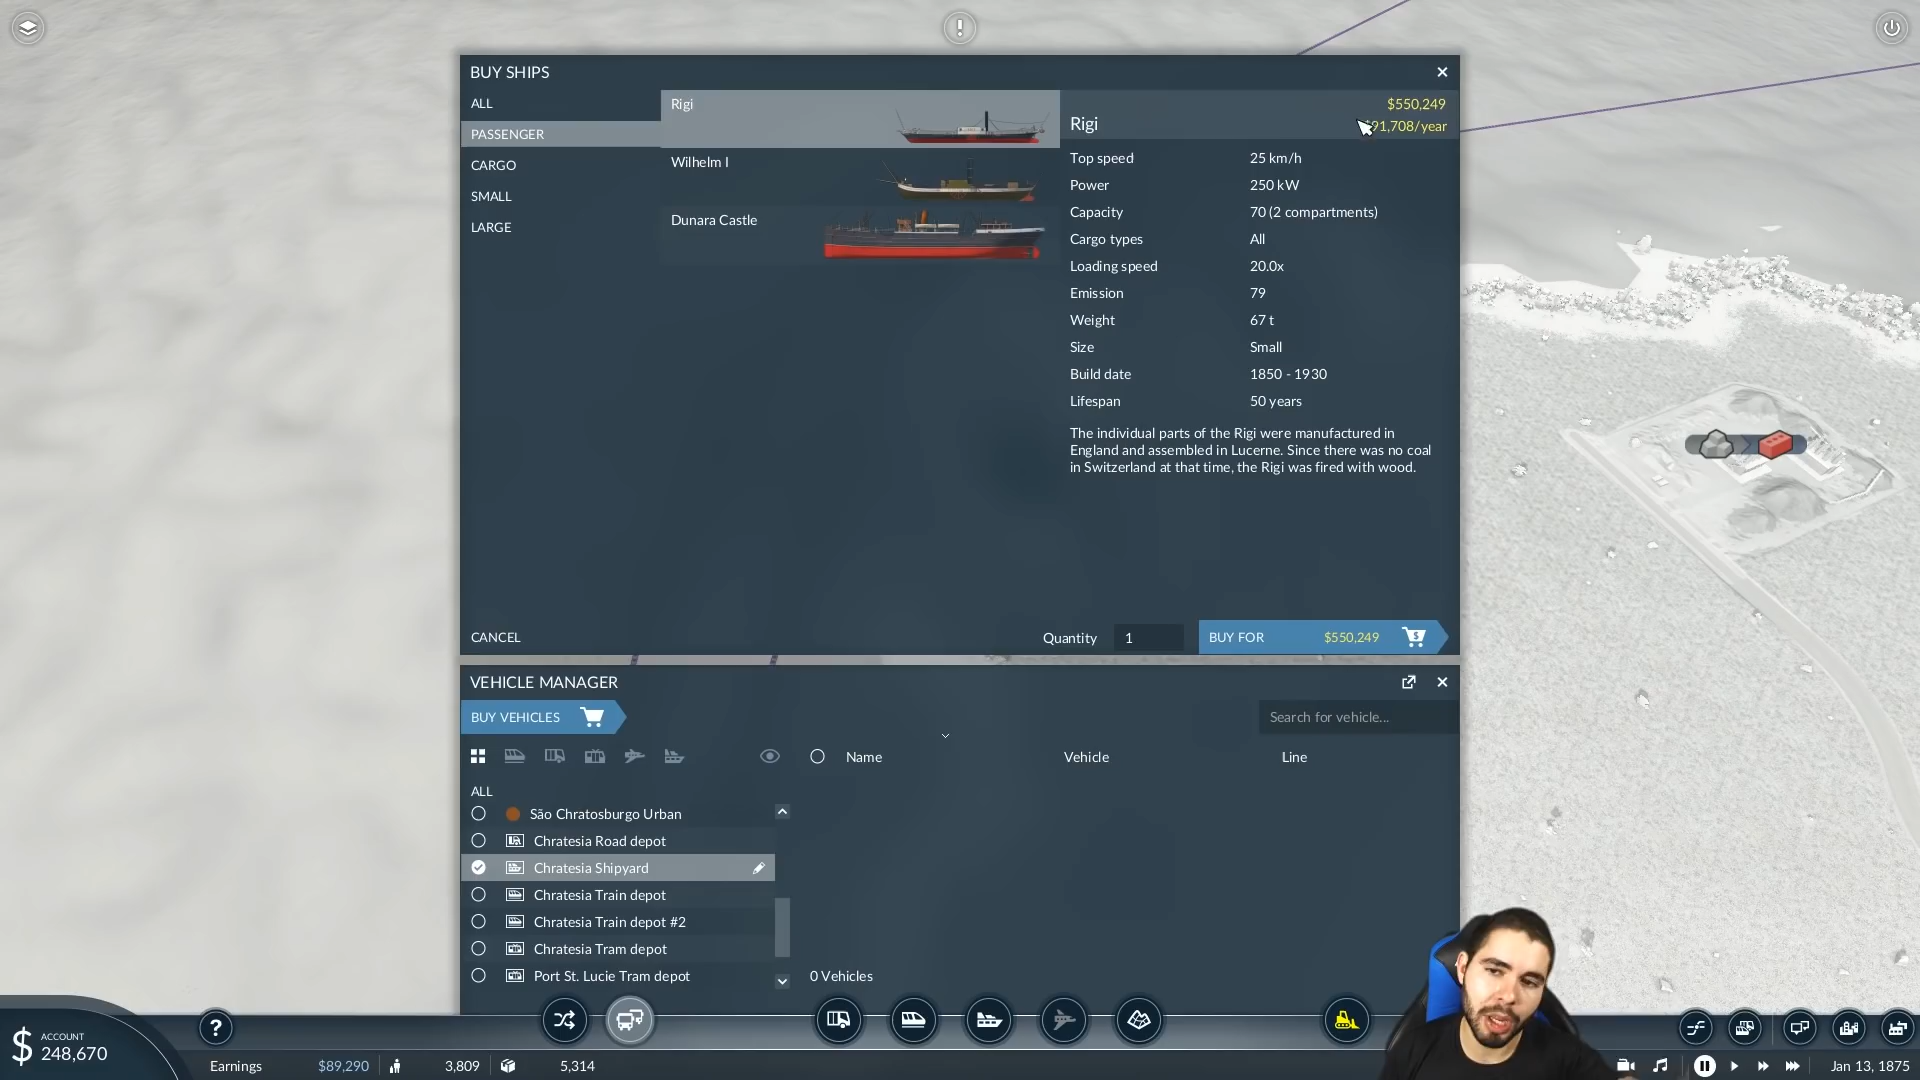 BUY SHIPS
ALL
PASSENGER
CARGO
SMALL
LARGE
Rigi
Wilhelm I
Dunara Castle
$550,249
Rigi
91,708/year
Top speed 25 km/h
Power 250 kW
Capacity 70 (2 compartments)
Cargo types All
Loading speed 20.0x
Emission 79
Weight 67 t
Size Small
Build date 1850 - 1930
Lifespan 50 years
The individual parts of the Rigi were manufactured in
England and assembled in Lucerne. Since there was no coal
in Switzerland at that time, the Rigi was fired with wood.
CANCEL
Quantity 1
BUY FOR $550,249
VEHICLE MANAGER
BUY VEHICLES
Search for vehicle...
Name Vehicle Line
ALL
São Chratosburgo Urban
Chratesia Road depot
Chratesia Shipyard
Chratesia Train depot
Chratesia Train depot #2
Chratesia Tram depot
Port St. Lucie Tram depot
0 Vehicles
?
$ ACCOUNT
248,670
Earnings $89,290 3,809 5,314
Jan 13, 1875